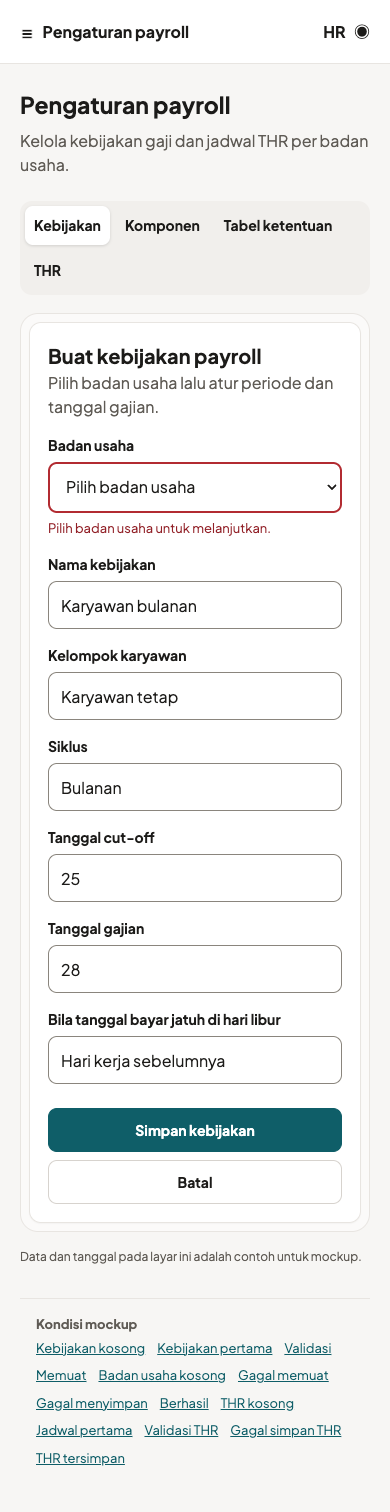 ≡ Pengaturan payroll HR ◉
Pengaturan payroll
Kelola kebijakan gaji dan jadwal THR per badan
usaha.
Kebijakan Komponen Tabel ketentuan
THR
Buat kebijakan payroll
Pilih badan usaha lalu atur periode dan
tanggal gajian.
Badan usaha
Pilih badan usaha
Pilih badan usaha untuk melanjutkan.
Nama kebijakan
Karyawan bulanan
Kelompok karyawan
Karyawan tetap
Siklus
Bulanan
Tanggal cut-off
25
Tanggal gajian
28
Bila tanggal bayar jatuh di hari libur
Hari kerja sebelumnya
Simpan kebijakan
Batal
Data dan tanggal pada layar ini adalah contoh untuk mockup.
Kondisi mockup
Kebijakan kosong Kebijakan pertama Validasi
Memuat Badan usaha kosong Gagal memuat
Gagal menyimpan Berhasil THR kosong
Jadwal pertama Validasi THR Gagal simpan THR
THR tersimpan